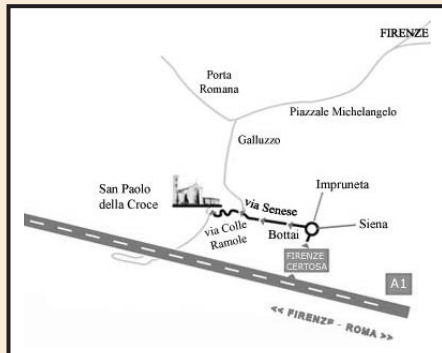 FIRENZE
Porta
Romana
Piazzale Michelangelo
Galluzzo
Impruneta
San Paolo
della Croce
via Senese
Siena
Bottai
via Colle
Ramole
FIRENZE
CERTOSA
A1
<< FIRENZE - ROMA >>